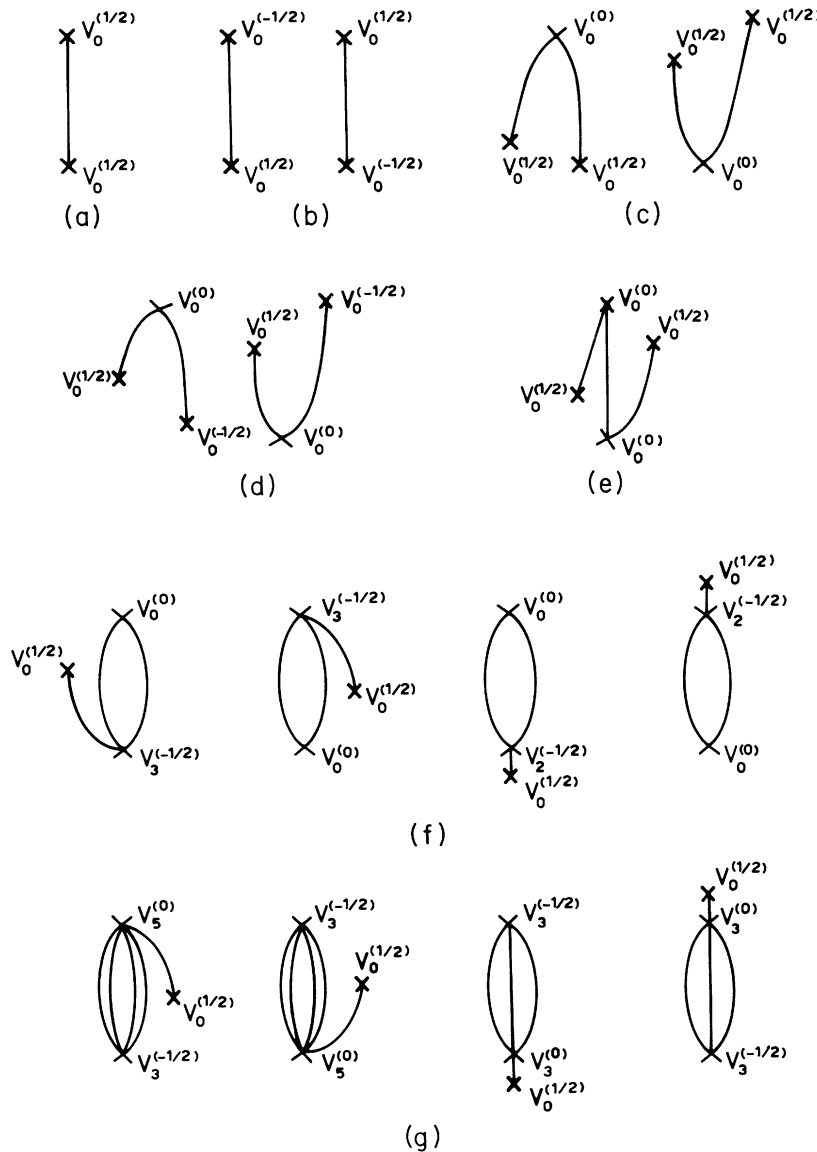 V₀^(1/2) V₀^(-1/2) V₀^(1/2) V₀^(0) V₀^(1/2) V₀^(1/2)
V₀^(1/2) V₀^(1/2) V₀^(-1/2) V₀^(1/2) V₀^(1/2) V₀^(0)
(a) (b) (c)
V₀^(0) V₀^(1/2) V₀^(-1/2) V₀^(0) V₀^(1/2)
V₀^(1/2) V₀^(-1/2) V₀^(0) V₀^(1/2) V₀^(0)
(d) (e)
V₀^(0) V₃^(-1/2) V₀^(0) V₀^(1/2)
V₂^(-1/2)
V₀^(1/2) V₀^(1/2)
V₃^(-1/2) V₀^(0) V₂^(-1/2) V₀^(0)
V₀^(1/2)
(f)
V₀^(1/2)
V₅^(0) V₃^(-1/2) V₃^(-1/2) V₃^(0)
V₀^(1/2) V₀^(1/2)
V₃^(-1/2) V₅^(0) V₃^(0) V₃^(-1/2)
V₀^(1/2)
(g)